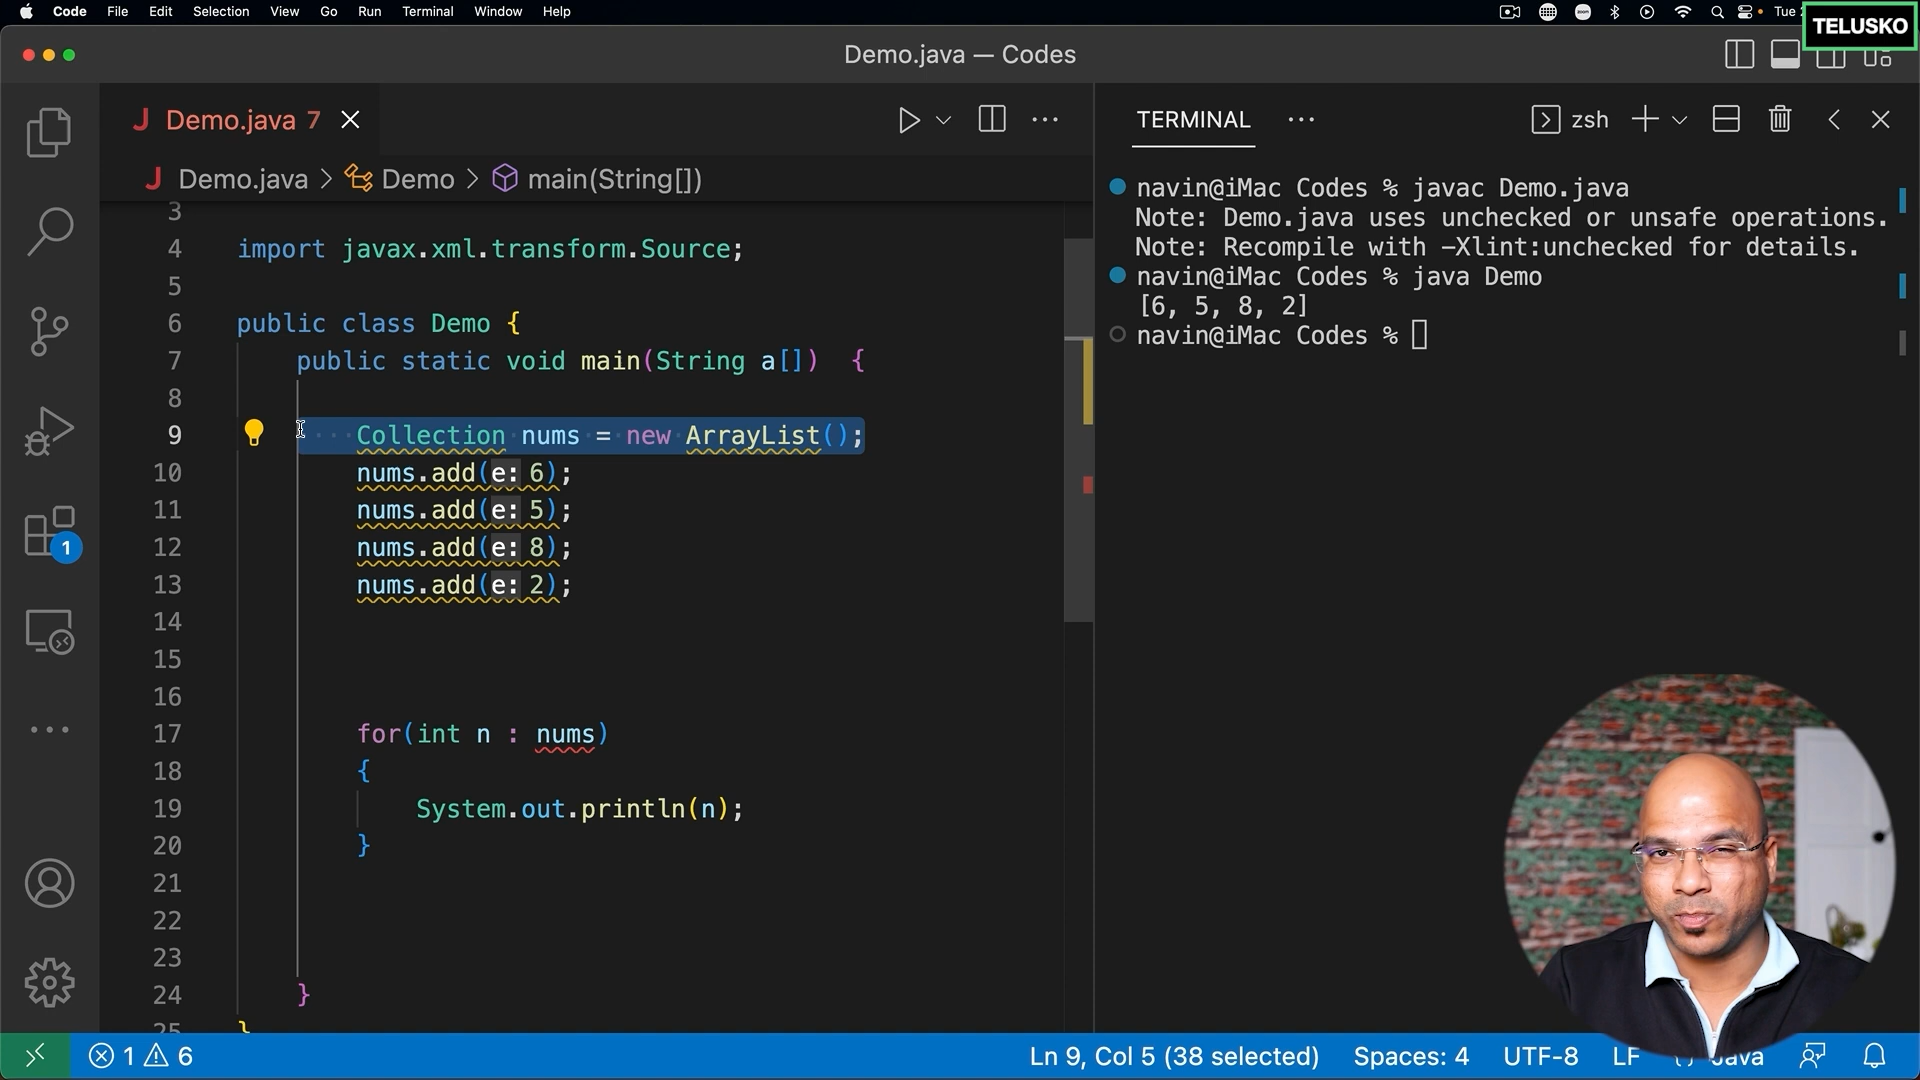 Code File Edit Selection View Go Run Terminal Window Help
zoom Tue
TELUSKO
Demo.java — Codes
J Demo.java 7
J Demo.java > Demo > main(String[])
3
4 import javax.xml.transform.Source;
5
6 public class Demo {
7 public static void main(String a[]) {
8
9 Collection nums = new ArrayList();
10 nums.add(e: 6);
11 nums.add(e: 5);
12 nums.add(e: 8);
13 nums.add(e: 2);
14
15
16
17 for(int n : nums)
18 {
19 System.out.println(n);
20 }
21
22
23
24 }
25 }
1
TERMINAL ··· zsh
navin@iMac Codes % javac Demo.java
Note: Demo.java uses unchecked or unsafe operations.
Note: Recompile with -Xlint:unchecked for details.
navin@iMac Codes % java Demo
[6, 5, 8, 2]
navin@iMac Codes %
1 6
Ln 9, Col 5 (38 selected) Spaces: 4 UTF-8 LF Java